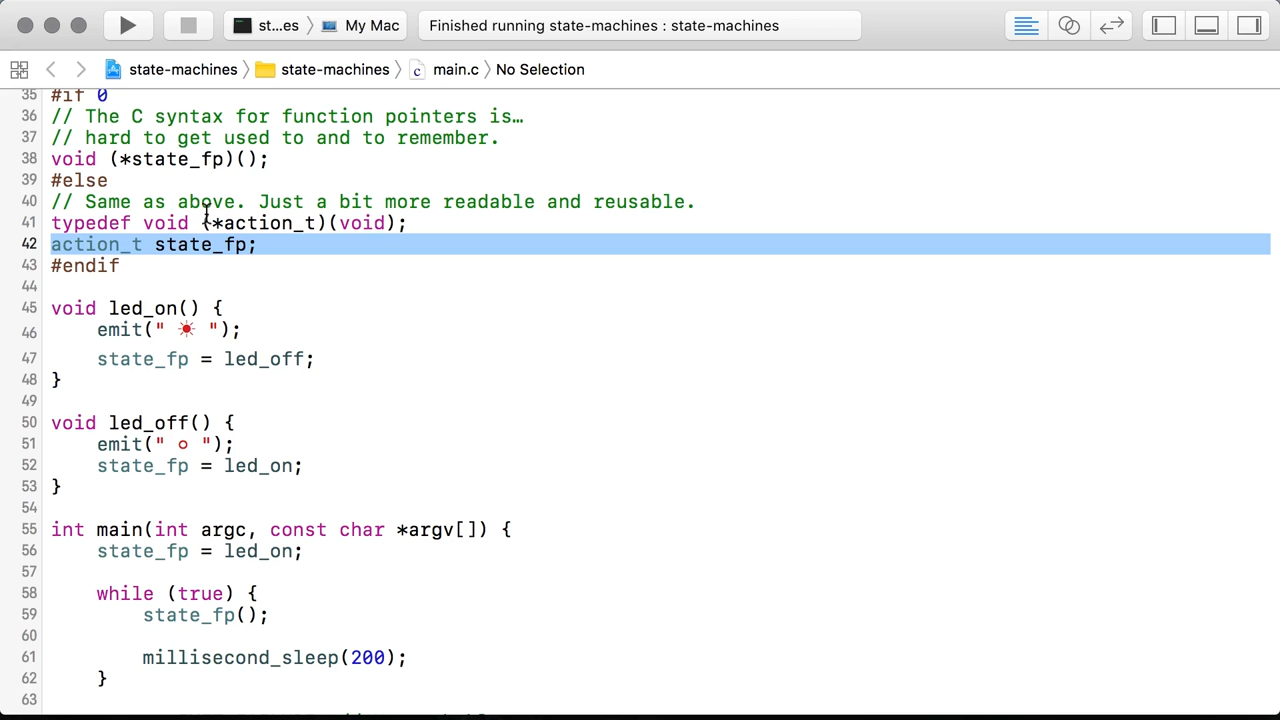 st...es 〉 My Mac
Finished running state-machines : state-machines
state-machines 〉 state-machines 〉 c main.c 〉 No Selection
35 #if 0
36 // The C syntax for function pointers is…
37 // hard to get used to and to remember.
38 void (*state_fp)();
39 #else
40 // Same as above. Just a bit more readable and reusable.
41 typedef void (*action_t)(void);
42 action_t state_fp;
43 #endif
44
45 void led_on() {
46     emit(" ☀ ");
47     state_fp = led_off;
48 }
49
50 void led_off() {
51     emit(" ⚬ ");
52     state_fp = led_on;
53 }
54
55 int main(int argc, const char *argv[]) {
56     state_fp = led_on;
57
58     while (true) {
59         state_fp();
60
61         millisecond_sleep(200);
62     }
63